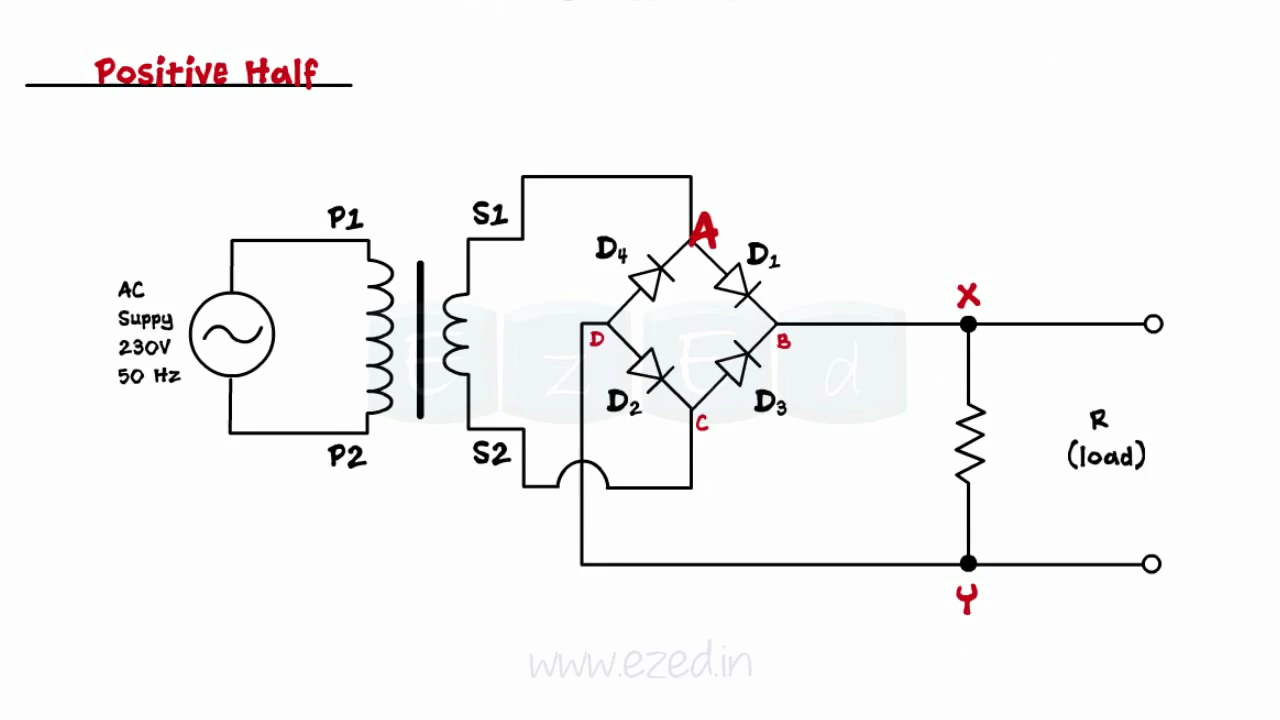 Positive Half
P1
S1
A
D4
D1
AC
Suppy
230V
50 Hz
X
D
B
EzEd
D2
D3
C
R
(load)
P2
S2
Y
www.ezed.in